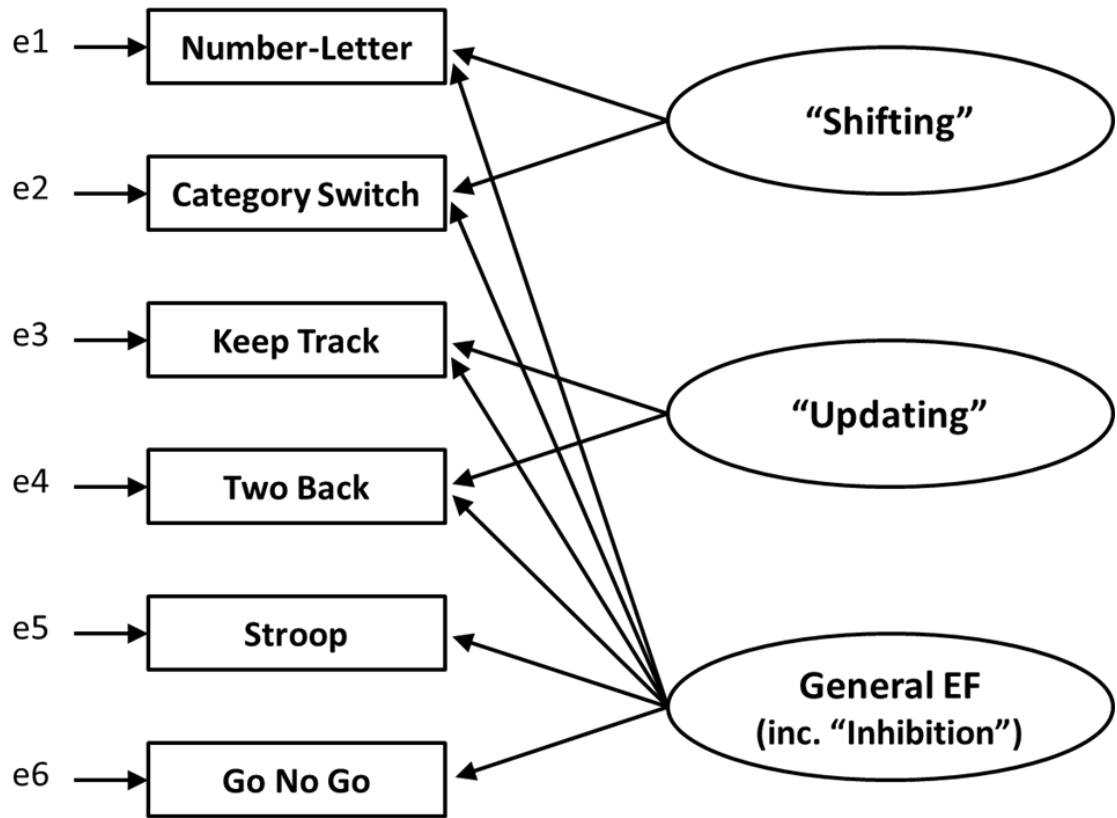 e1
Number-Letter
“Shifting”
e2
Category Switch
e3
Keep Track
“Updating”
e4
Two Back
e5
Stroop
General EF
(inc. “Inhibition”)
e6
Go No Go